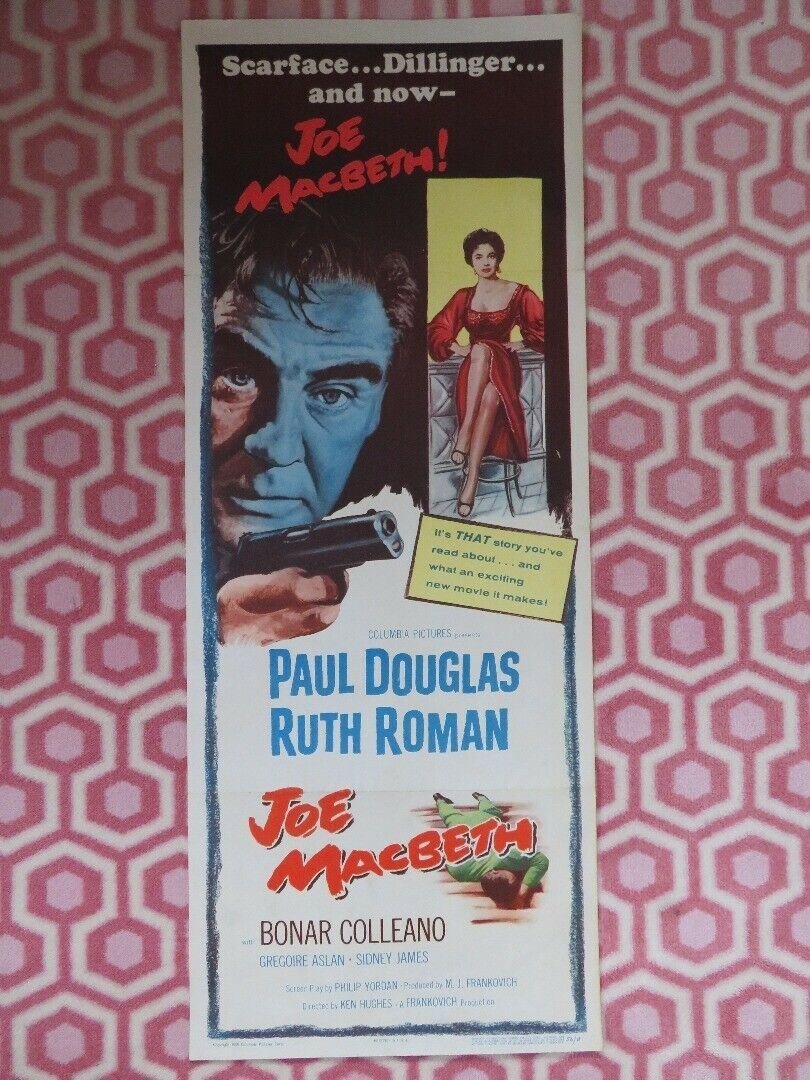 Scarface...Dillinger...
and now-
JOE
MACBETH!
It's THAT story you've
read about...and
what an exciting
new movie it makes!
COLUMBIA PICTURES presents
PAUL DOUGLAS
RUTH ROMAN
JOE
MACBETH
with BONAR COLLEANO
GREGOIRE ASLAN · SIDNEY JAMES
Screen Play by PHILIP YORDAN · Produced by M. J. FRANKOVICH
Directed by KEN HUGHES · A FRANKOVICH Production